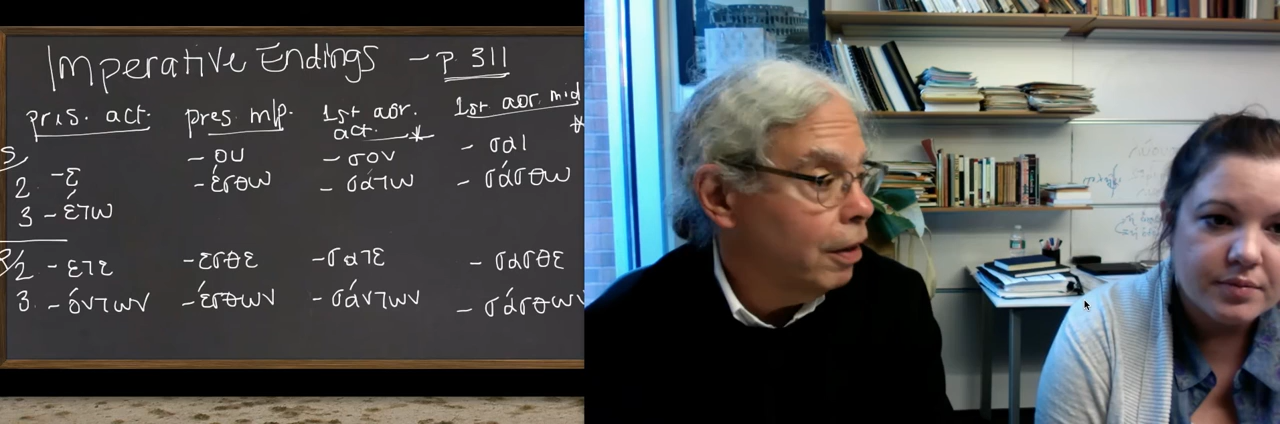 Imperative Endings - p. 311
pres. act. pres. m/p. 1st aor. act. * 1st aor. mid *
S
2 -ε -ου -σον -σαι
3 -έτω -έσθω -σάτω -σάσθω
2 -ετε -εσθε -σατε -σασθε
3. -όντων -έσθων -σάντων -σάσθων